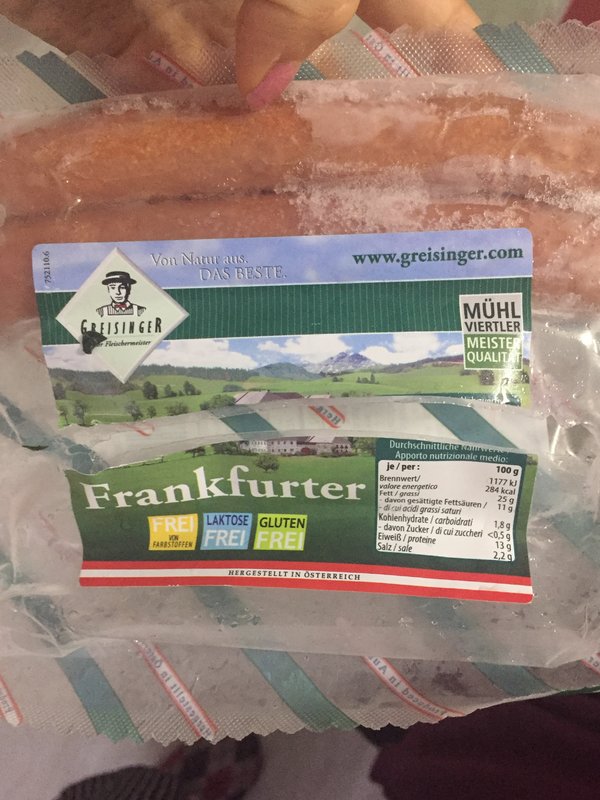 752110.6
Von Natur aus.
DAS BESTE.
www.greisinger.com
GREISINGER
Fleischermeister
MÜHL
VIERTLER
MEISTER
QUALITÄT
Durchschnittliche
Apporto nutrizionale medio:
je / per: 100 g
Brennwert/ 1177 kJ
valore energetico 284 kcal
Fett / grassi 25 g
- davon gesättigte Fettsäuren / 11 g
- di cui acidi grassi saturi
Kohlenhydrate / carboidrati 1,8 g
- davon Zucker / di cui zuccheri <0,5 g
Eiweiß / proteine 13 g
Salz / sale 2,2 g
Frankfurter
FREI
VON
FARBSTOFFEN
LAKTOSE
FREI
GLUTEN
FREI
HERGESTELLT IN ÖSTERREICH